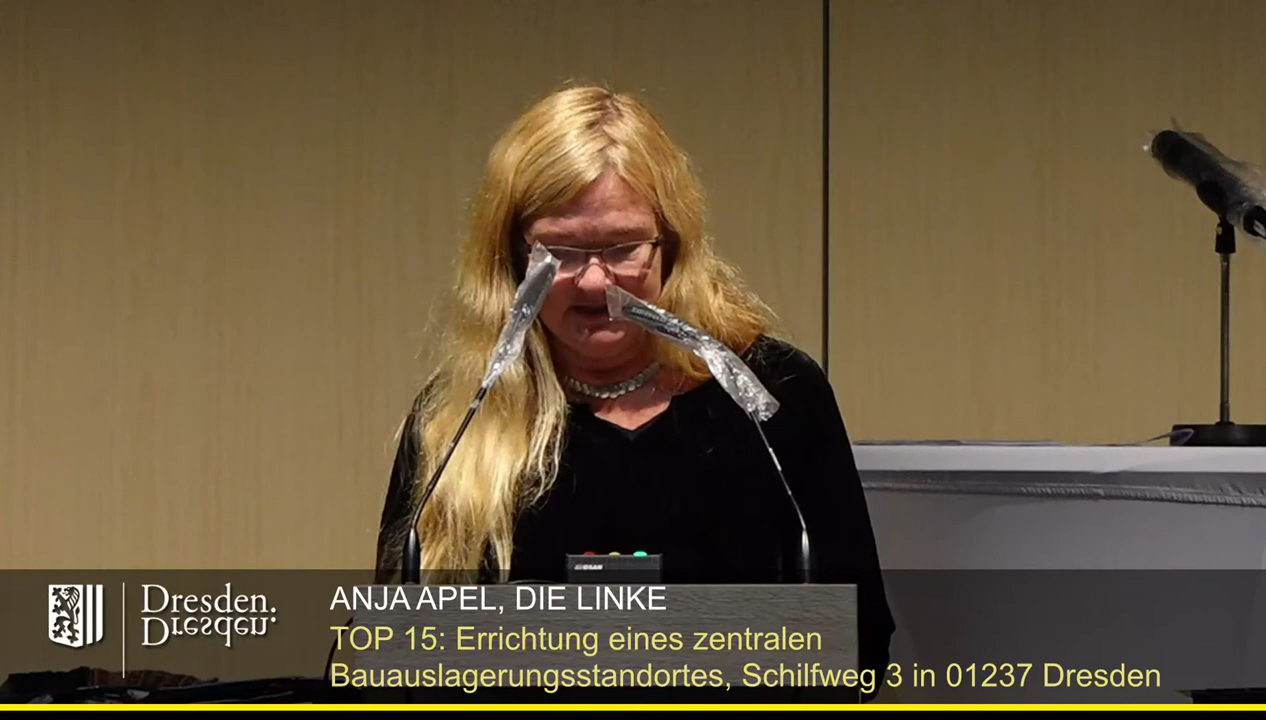 ANJA APEL, DIE LINKE
Dresden.
Dresden.
TOP 15: Errichtung eines zentralen
Bauauslagerungsstandortes, Schilfweg 3 in 01237 Dresden